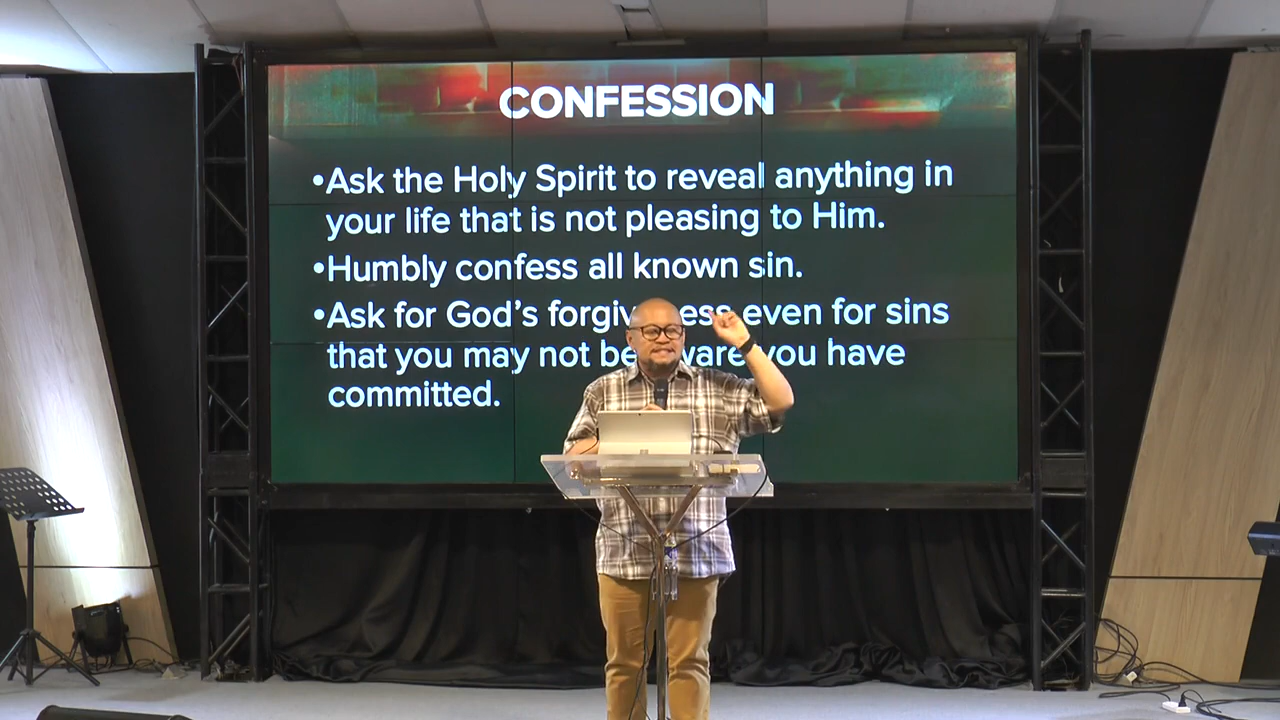 CONFESSION
•Ask the Holy Spirit to reveal anything in
your life that is not pleasing to Him.
•Humbly confess all known sin.
•Ask for God's even for sins
that you may not be you have
committed.